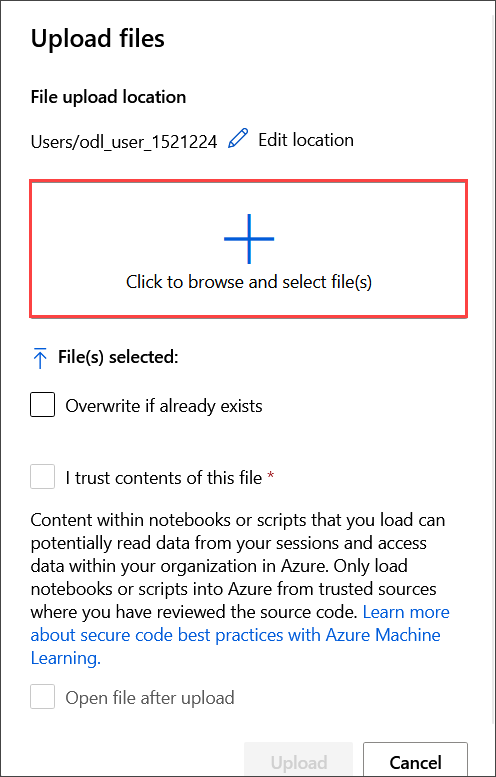 Upload files
File upload location
Users/odl_user_1521224 Edit location
Click to browse and select file(s)
File(s) selected:
Overwrite if already exists
I trust contents of this file *
Content within notebooks or scripts that you load can
potentially read data from your sessions and access
data within your organization in Azure. Only load
notebooks or scripts into Azure from trusted sources
where you have reviewed the source code. Learn more
about secure code best practices with Azure Machine
Learning.
Open file after upload
Upload Cancel